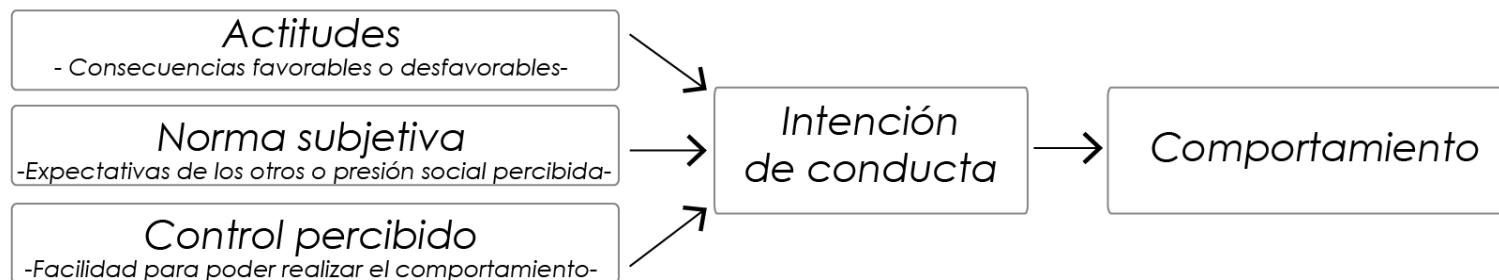 Actitudes
- Consecuencias favorables o desfavorables-
Norma subjetiva
-Expectativas de los otros o presión social percibida-
Control percibido
-Facilidad para poder realizar el comportamiento-
Intención
de conducta
Comportamiento